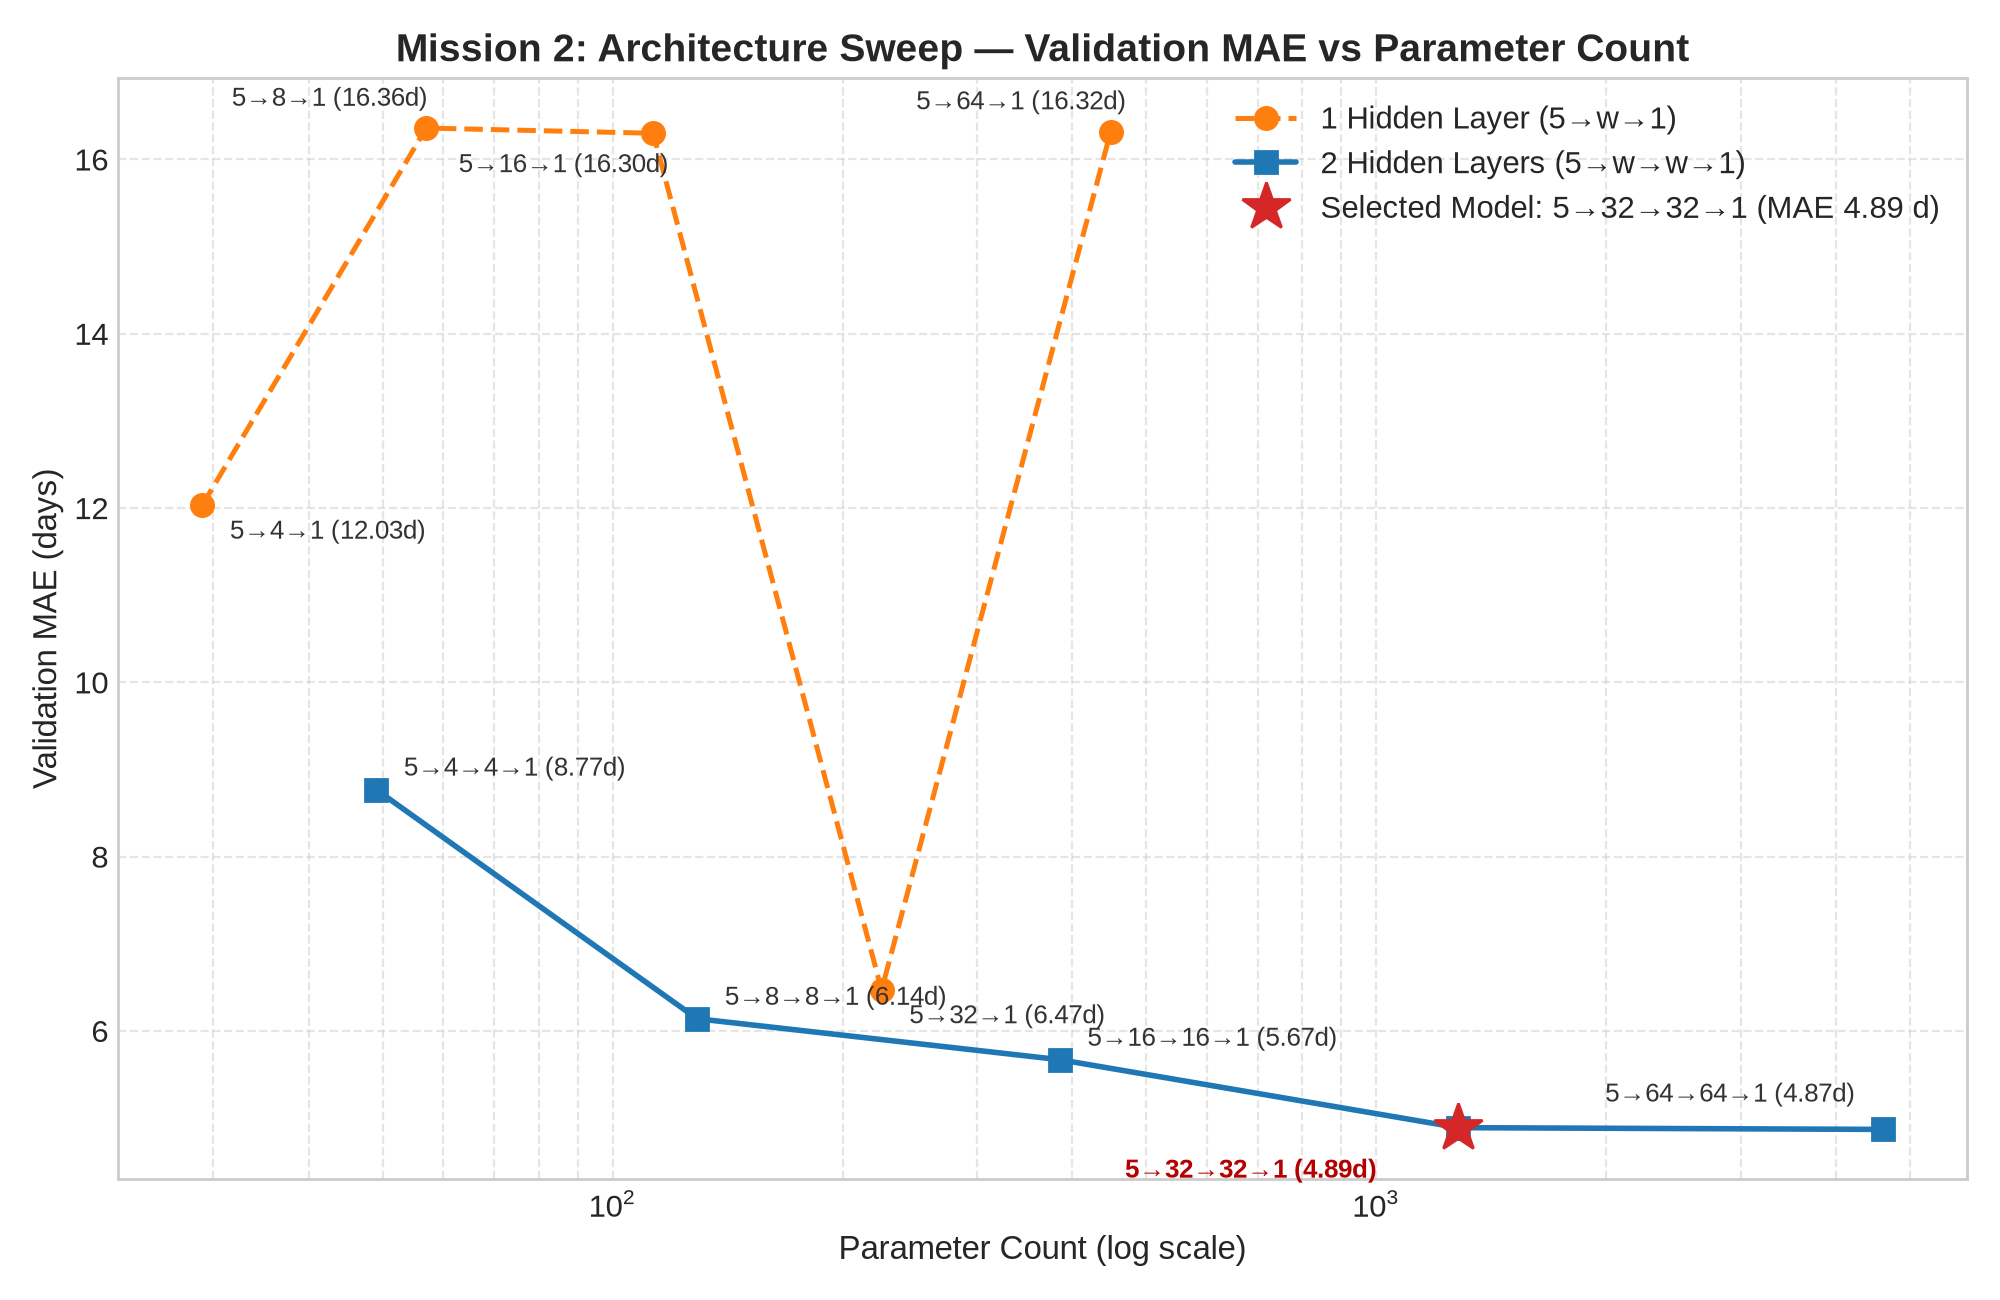 Mission 2: Architecture Sweep — Validation MAE vs Parameter Count
5→8→1 (16.36d)
5→64→1 (16.32d)
1 Hidden Layer (5→w→1)
5→16→1 (16.30d)
2 Hidden Layers (5→w→w→1)
Selected Model: 5→32→32→1 (MAE 4.89 d)
16
14
12
10
8
6
Validation MAE (days)
5→4→1 (12.03d)
5→4→4→1 (8.77d)
5→8→8→1 (6.14d)
5→32→1 (6.47d)
5→16→16→1 (5.67d)
5→64→64→1 (4.87d)
5→32→32→1 (4.89d)
10²
10³
Parameter Count (log scale)